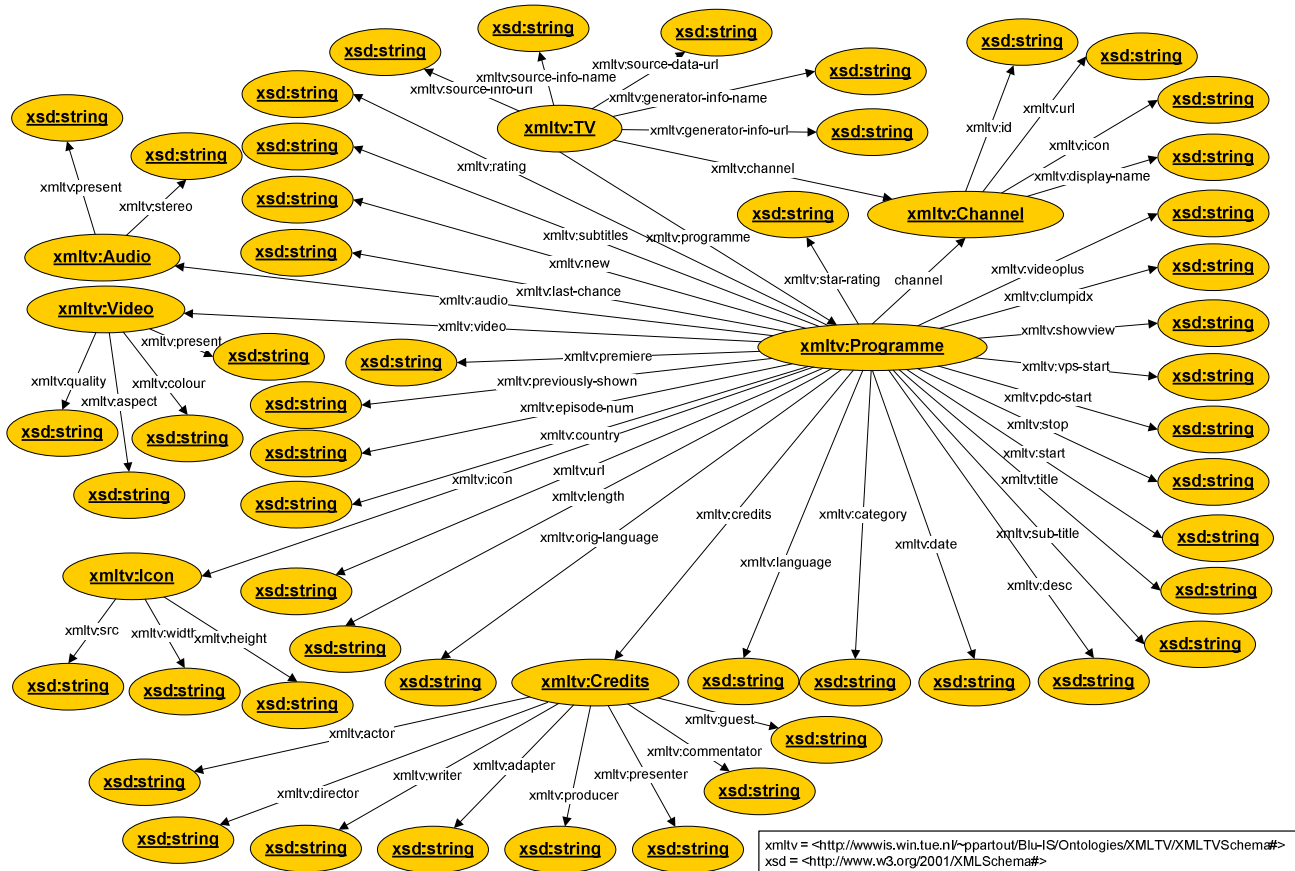 xsd:string
xsd:string
xsd:string
xsd:string
xsd:string
xsd:string
xmltv:source-info-name
xmltv:source-data-url
xmltv:source-info-url
xsd:string
xsd:string
xsd:string
xmltv:generator-info-name
xsd:string
xmltv:url
xsd:string
xmltv:TV
xmltv:generator-info-url
xsd:string
xmltv:id
xmltv:icon
xsd:string
xsd:string
xmltv:rating
xmltv:channel
xmltv:display-name
xsd:string
xmltv:present
xsd:string
xmltv:stereo
xsd:string
xmltv:Channel
xsd:string
xmltv:subtitles
xmltv:programme
xsd:string
xmltv:Audio
xmltv:new
xmltv:star-rating
channel
xmltv:videoplus
xsd:string
xmltv:last-chance
xmltv:audio
xmltv:clumpidx
xmltv:Video
xmltv:video
xmltv:showview
xsd:string
xmltv:present
xsd:string
xsd:string
xmltv:premiere
xmltv:Programme
xmltv:vps-start
xsd:string
xmltv:quality
xmltv:colour
xmltv:previously-shown
xmltv:aspect
xsd:string
xmltv:episode-num
xmltv:pdc-start
xsd:string
xsd:string
xsd:string
xmltv:country
xmltv:stop
xsd:string
xmltv:start
xsd:string
xmltv:url
xmltv:icon
xmltv:title
xsd:string
xsd:string
xsd:string
xmltv:length
xmltv:credits
xmltv:category
xmltv:orig-language
xmltv:sub-title
xsd:string
xmltv:date
xmltv:language
xmltv:Icon
xsd:string
xmltv:desc
xsd:string
xmltv:src
xmltv:width
xmltv:height
xsd:string
xsd:string
xsd:string
xsd:string
xsd:string
xsd:string
xmltv:Credits
xsd:string
xsd:string
xsd:string
xsd:string
xsd:string
xmltv:actor
xmltv:guest
xsd:string
xmltv:commentator
xmltv:adapter
xmltv:writer
xmltv:presenter
xsd:string
xmltv:director
xmltv:producer
xsd:string
xsd:string
xsd:string
xsd:string
xsd:string
xsd:string
xmltv = <http://wwwis.win.tue.nl/~ppartout/Blu-IS/Ontologies/XMLTV/XMLTVSchema#>
xsd = <http://www.w3.org/2001/XMLSchema#>